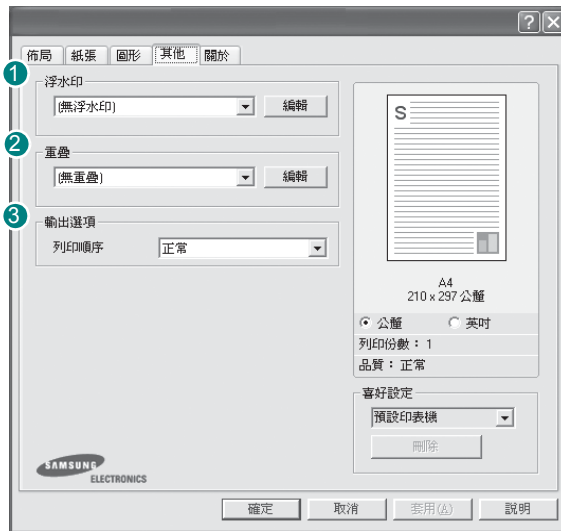 佈局 紙張 圖形 其他 關於
1
浮水印
(無浮水印) 編輯
2
重疊
(無重疊) 編輯
3
輸出選項
列印順序 正常
S
A4
210 x 297 公釐
公釐 英吋
列印份數：1
品質：正常
喜好設定
預設印表機
刪除
SAMSUNG
ELECTRONICS
確定 取消 套用(A) 說明